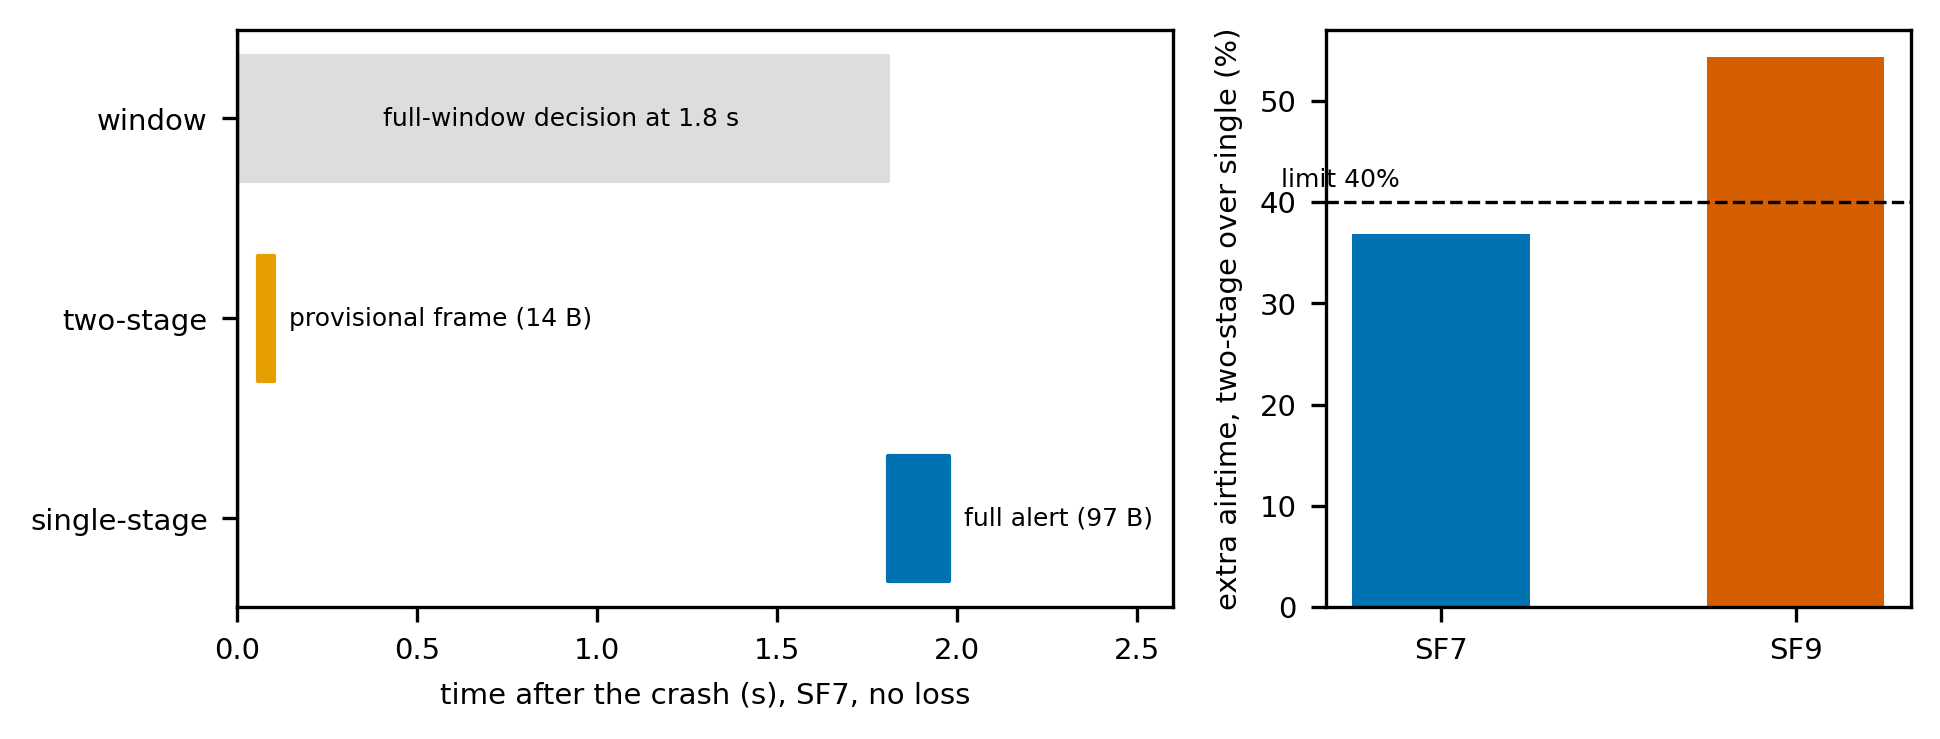 window
full-window decision at 1.8 s
two-stage
provisional frame (14 B)
single-stage
full alert (97 B)
0.0 0.5 1.0 1.5 2.0 2.5
time after the crash (s), SF7, no loss
extra airtime, two-stage over single (%)
50
limit 40%
40
30
20
10
0
SF7 SF9